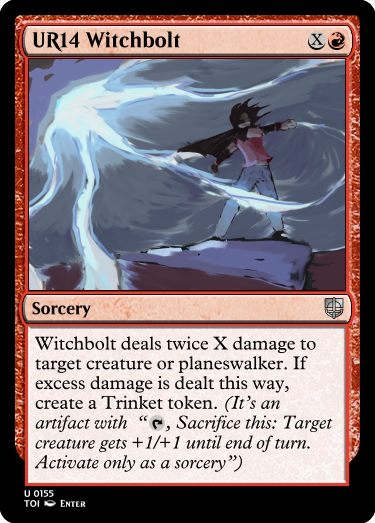 UR14 Witchbolt X
Sorcery
Witchbolt deals twice X damage to
target creature or planeswalker. If
excess damage is dealt this way,
create a Trinket token. (It's an
artifact with “, Sacrifice this: Target
creature gets +1/+1 until end of turn.
Activate only as a sorcery”)
U 0155
TOI Enter